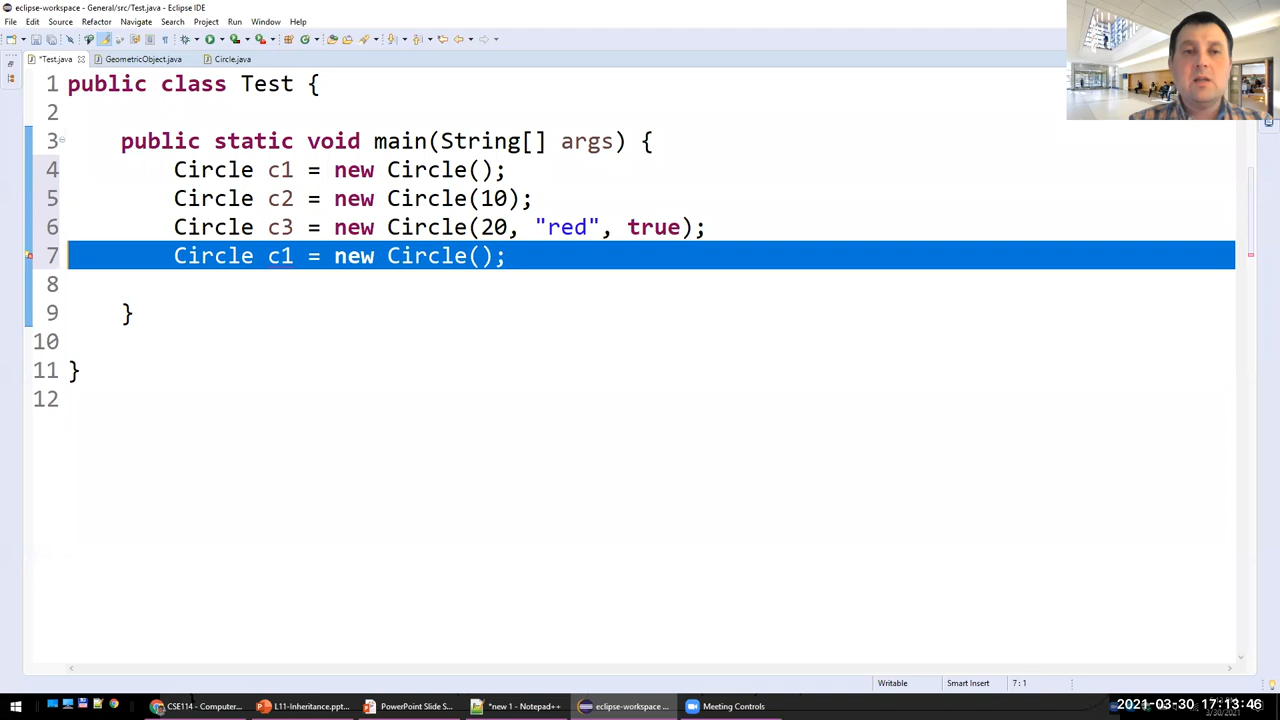 eclipse-workspace - General/src/Test.java - Eclipse IDE
File Edit Source Refactor Navigate Search Project Run Window Help
*Test.java GeometricObject.java Circle.java
1 public class Test {
2
3 public static void main(String[] args) {
4 Circle c1 = new Circle();
5 Circle c2 = new Circle(10);
6 Circle c3 = new Circle(20, "red", true);
7 Circle c1 = new Circle();
8
9 }
10
11 }
12
Writable Smart Insert 7 : 1
CSE114 - Computer... L11-Inheritance.ppt... PowerPoint Slide S... *new 1 - Notepad++ eclipse-workspace ... Meeting Controls
2021-03-30 17:13:46
3/30/2021